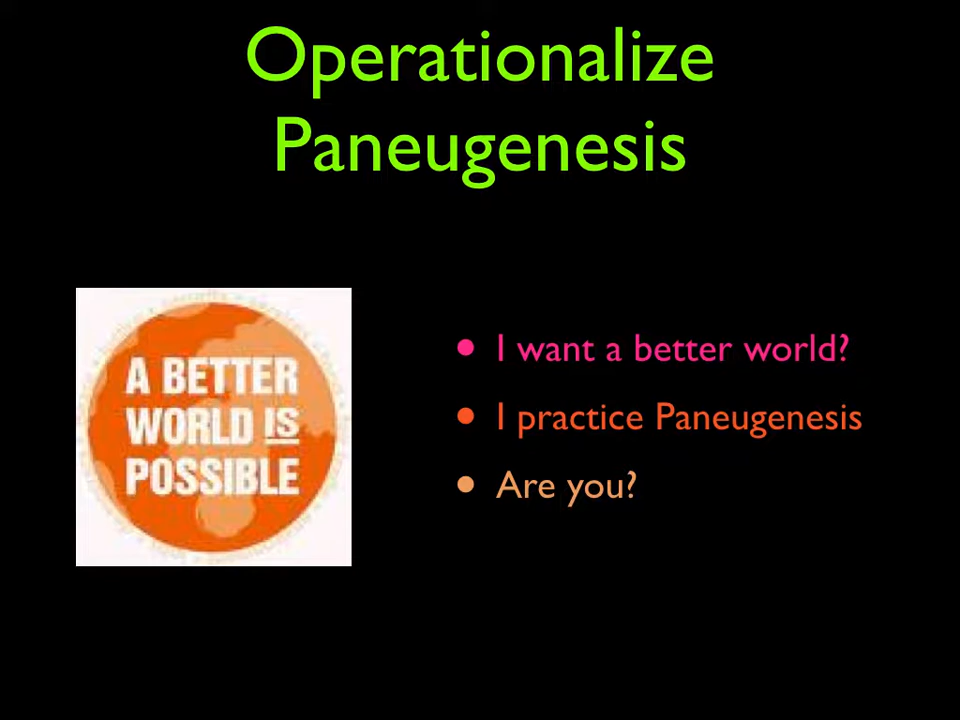 Operationalize
Paneugenesis
A BETTER
WORLD IS
POSSIBLE
• I want a better world?
• I practice Paneugenesis
• Are you?